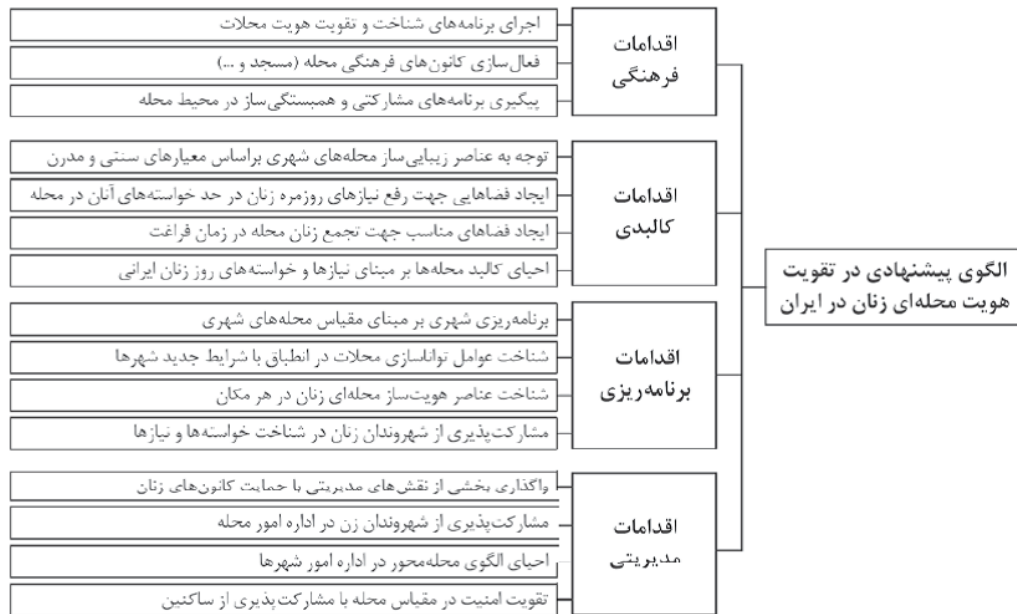 الگوی پیشنهادی در تقویت
هویت محله‌ای زنان در ایران
اقدامات
فرهنگی
اجرای برنامه‌های شناخت و تقویت هویت محلات
فعال‌سازی کانون‌های فرهنگی محله (مسجد و ...)
پیگیری برنامه‌های مشارکتی و همبستگی‌ساز در محیط محله
اقدامات
کالبدی
توجه به عناصر زیبایی‌ساز محله‌های شهری براساس معیارهای سنتی و مدرن
ایجاد فضاهایی جهت رفع نیازهای روزمره زنان در حد خواسته‌های آنان در محله
ایجاد فضاهای مناسب جهت تجمع زنان محله در زمان فراغت
احیای کالبد محله‌ها بر مبنای نیازها و خواسته‌های روز زنان ایرانی
اقدامات
برنامه‌ریزی
برنامه‌ریزی شهری بر مبنای مقیاس محله‌های شهری
شناخت عوامل تواناسازی محلات در انطباق با شرایط جدید شهرها
شناخت عناصر هویت‌ساز محله‌ای زنان در هر مکان
مشارکت‌پذیری از شهروندان زنان در شناخت خواسته‌ها و نیازها
اقدامات
مدیریتی
واگذاری بخشی از نقش‌های مدیریتی با حمایت کانون‌های زنان
مشارکت‌پذیری از شهروندان زن در اداره امور محله
احیای الگوی محله‌محور در اداره امور شهرها
تقویت امنیت در مقیاس محله با مشارکت‌پذیری از ساکنین